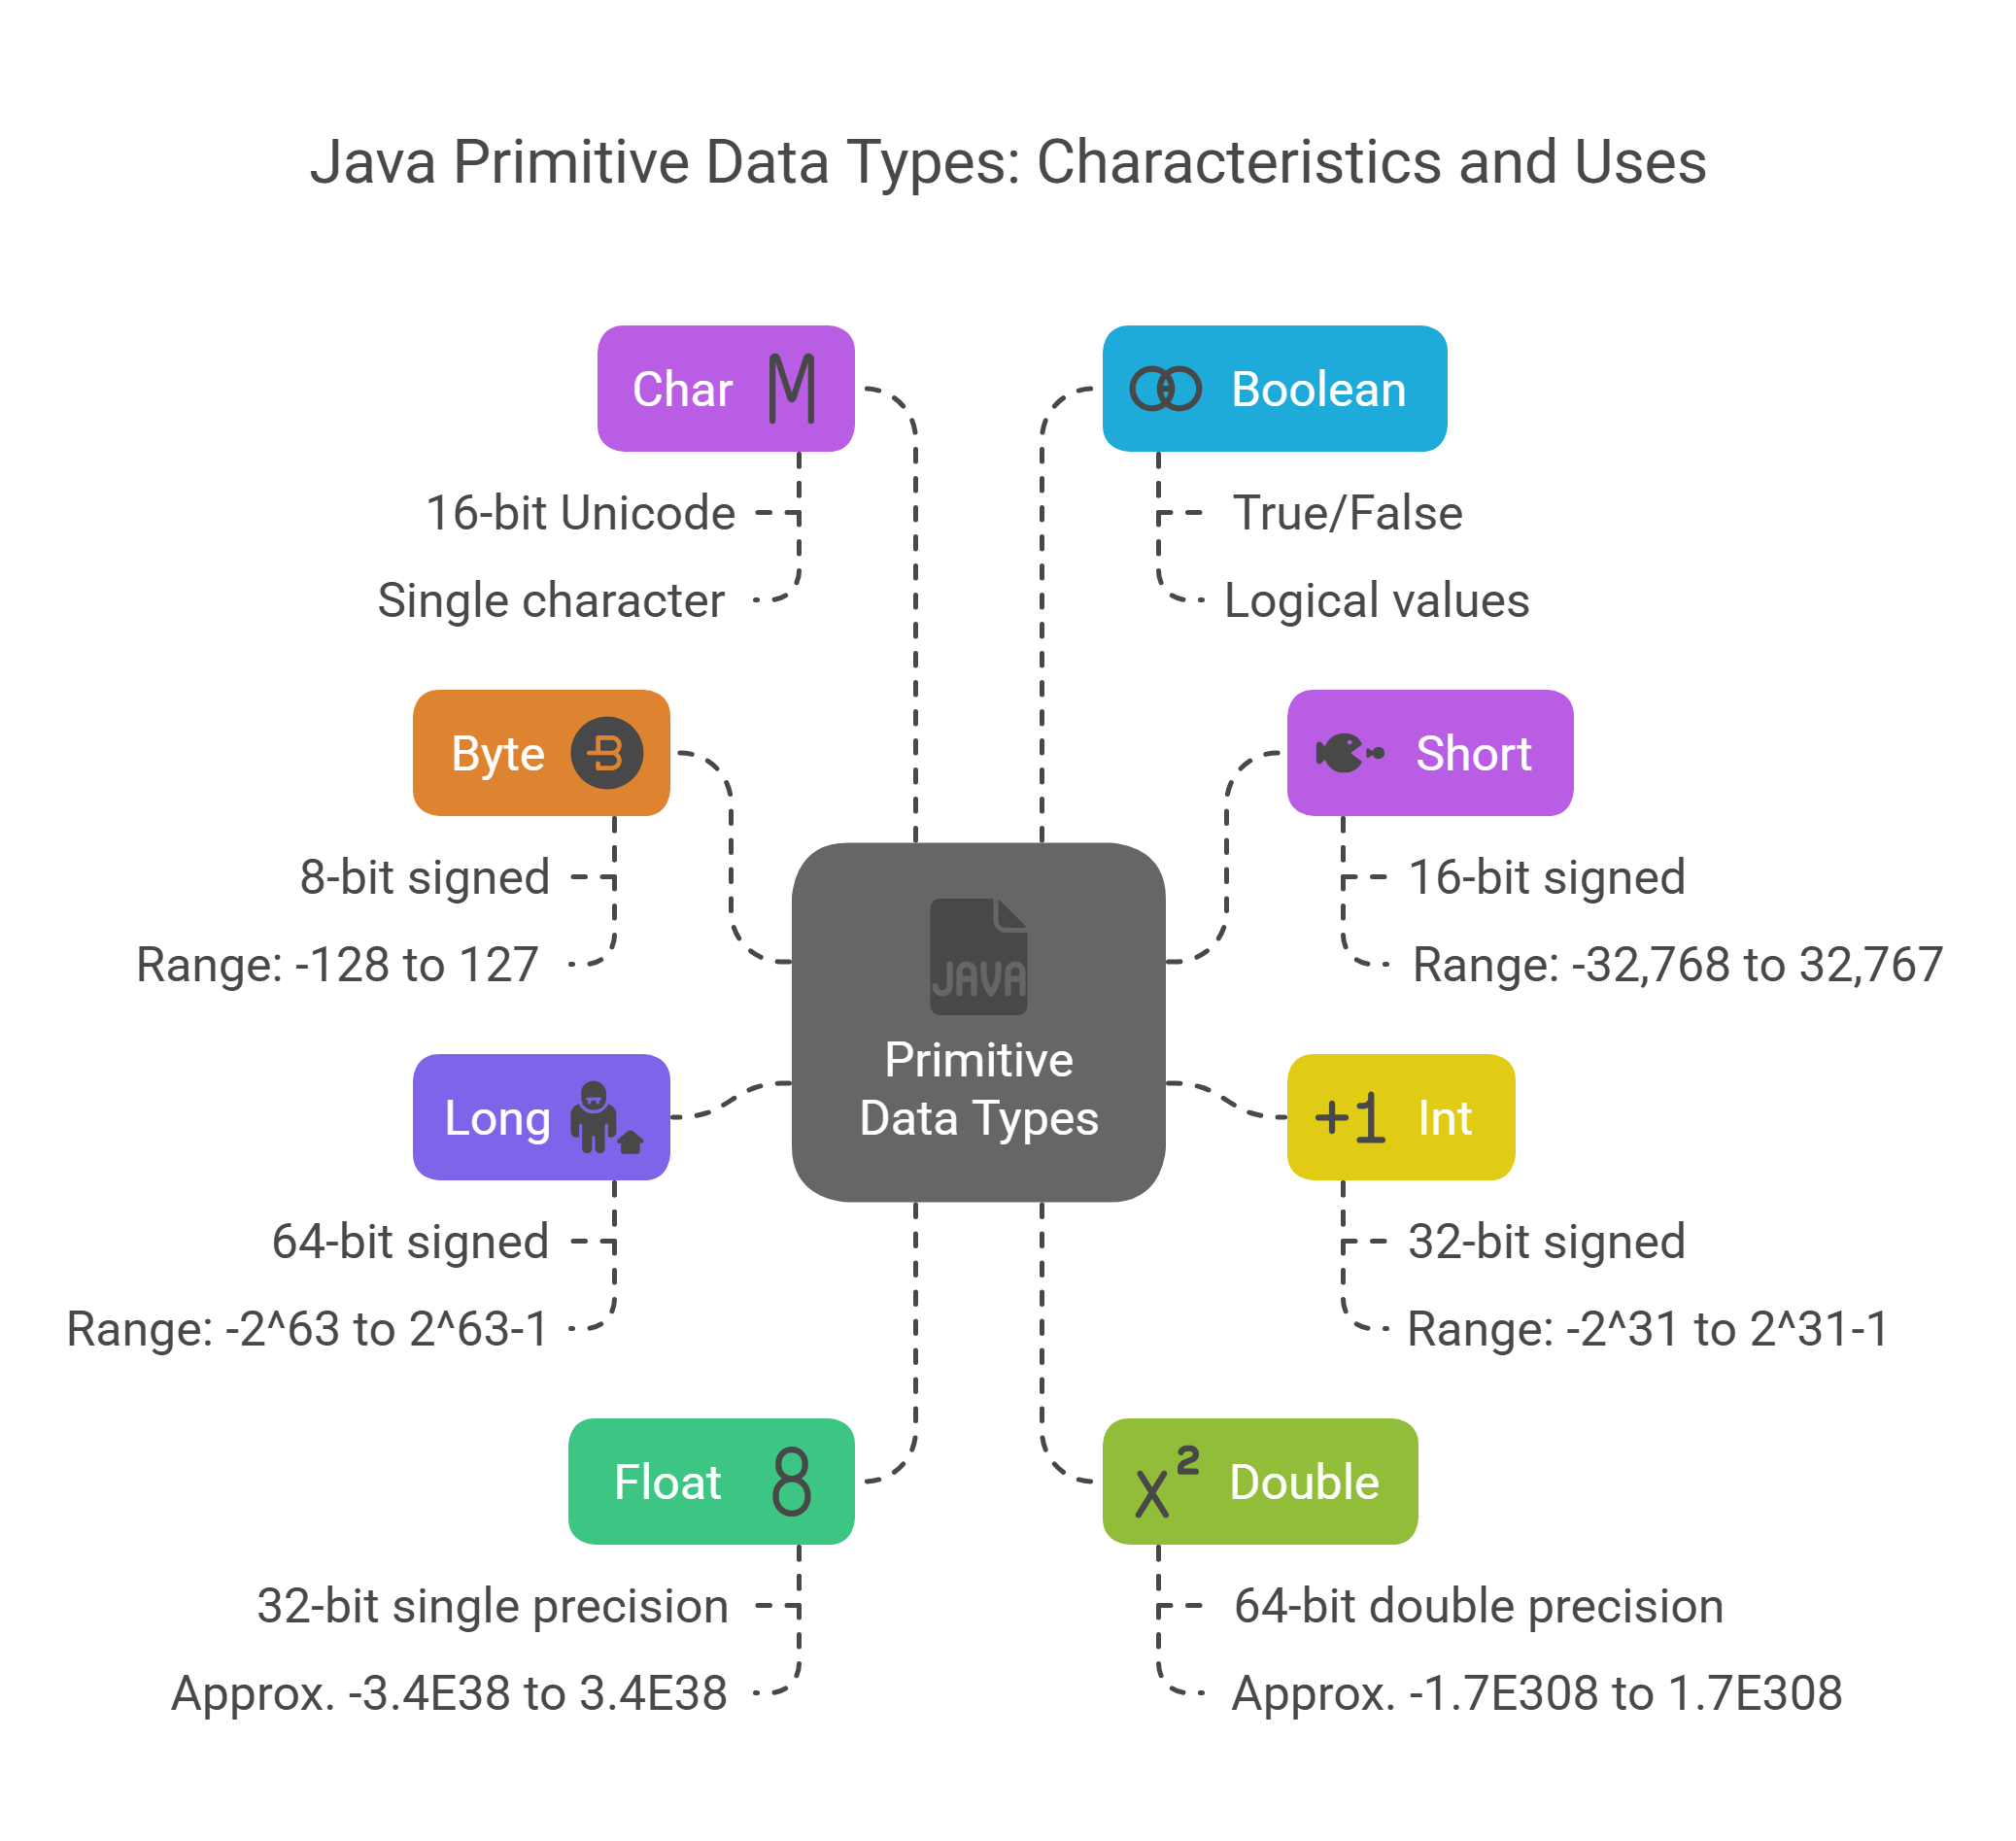 Java Primitive Data Types: Characteristics and Uses
Char
M
16-bit Unicode
Single character
Boolean
True/False
Logical values
Byte
B
8-bit signed
Range: -128 to 127
Short
16-bit signed
Range: -32,768 to 32,767
JAVA
Primitive
Data Types
Long
64-bit signed
Range: -2^63 to 2^63-1
+1
Int
32-bit signed
Range: -2^31 to 2^31-1
Float
8
32-bit single precision
Approx. -3.4E38 to 3.4E38
x²
Double
64-bit double precision
Approx. -1.7E308 to 1.7E308